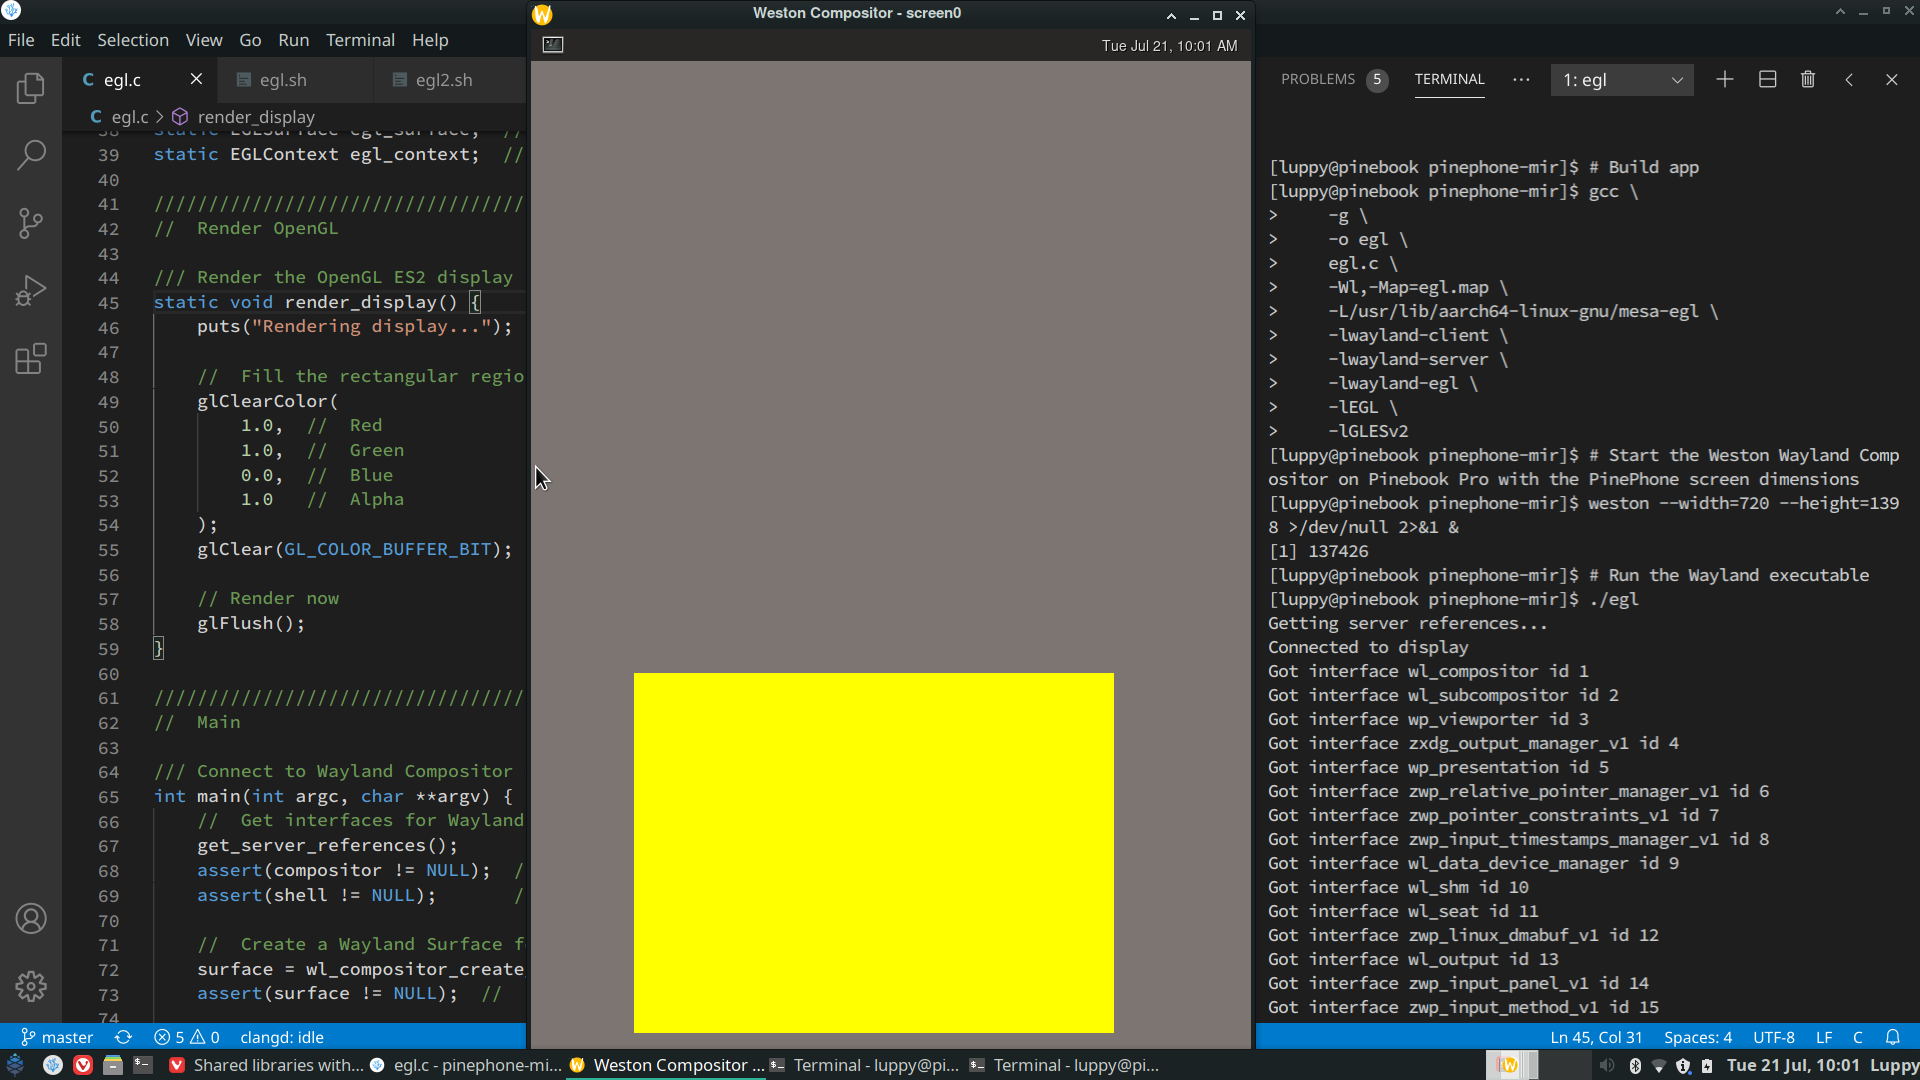 Weston Compositor - screen0
File Edit Selection View Go Run Terminal Help
Tue Jul 21, 10:01 AM
egl.c
egl.sh
egl2.sh
PROBLEMS 5 TERMINAL ... 1: egl
egl.c > render_display
38 static EGLSurface egl_surface; //
39 static EGLContext egl_context; //
40
41 //////////////////////////////////
42 //  Render OpenGL
43
44 /// Render the OpenGL ES2 display
45 static void render_display() {
46     puts("Rendering display...");
47
48     //  Fill the rectangular regio
49     glClearColor(
50         1.0,  //  Red
51         1.0,  //  Green
52         0.0,  //  Blue
53         1.0   //  Alpha
54     );
55     glClear(GL_COLOR_BUFFER_BIT);
56
57     // Render now
58     glFlush();
59 }
60
61 //////////////////////////////////
62 //  Main
63
64 /// Connect to Wayland Compositor
65 int main(int argc, char **argv) {
66     //  Get interfaces for Wayland
67     get_server_references();
68     assert(compositor != NULL);  /
69     assert(shell != NULL);       /
70
71     //  Create a Wayland Surface f
72     surface = wl_compositor_create_
73     assert(surface != NULL);  //
74
[luppy@pinebook pinephone-mir]$ # Build app
[luppy@pinebook pinephone-mir]$ gcc \
>     -g \
>     -o egl \
>     egl.c \
>     -Wl,-Map=egl.map \
>     -L/usr/lib/aarch64-linux-gnu/mesa-egl \
>     -lwayland-client \
>     -lwayland-server \
>     -lwayland-egl \
>     -lEGL \
>     -lGLESv2
[luppy@pinebook pinephone-mir]$ # Start the Weston Wayland Comp
ositor on Pinebook Pro with the PinePhone screen dimensions
[luppy@pinebook pinephone-mir]$ weston --width=720 --height=139
8 >/dev/null 2>&1 &
[1] 137426
[luppy@pinebook pinephone-mir]$ # Run the Wayland executable
[luppy@pinebook pinephone-mir]$ ./egl
Getting server references...
Connected to display
Got interface wl_compositor id 1
Got interface wl_subcompositor id 2
Got interface wp_viewporter id 3
Got interface zxdg_output_manager_v1 id 4
Got interface wp_presentation id 5
Got interface zwp_relative_pointer_manager_v1 id 6
Got interface zwp_pointer_constraints_v1 id 7
Got interface zwp_input_timestamps_manager_v1 id 8
Got interface wl_data_device_manager id 9
Got interface wl_shm id 10
Got interface wl_seat id 11
Got interface zwp_linux_dmabuf_v1 id 12
Got interface wl_output id 13
Got interface zwp_input_panel_v1 id 14
Got interface zwp_input_method_v1 id 15
master 5 0 clangd: idle
Ln 45, Col 31 Spaces: 4 UTF-8 LF C
Shared libraries with... egl.c - pinephone-mi... Weston Compositor ... Terminal - luppy@pi... Terminal - luppy@pi...
Tue 21 Jul, 10:01 Luppy